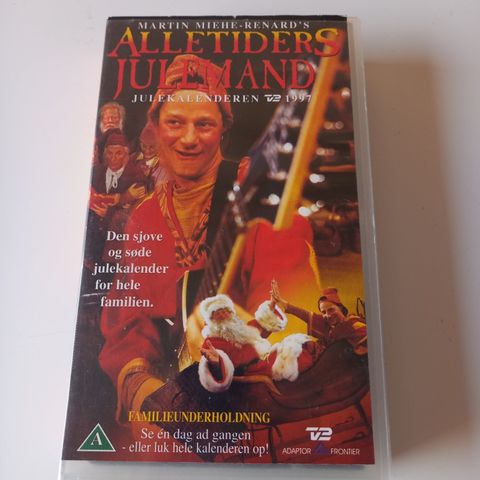 MARTIN MIEHE-RENARD'S
ALLETIDERS
JULEMAND
JULEKALENDEREN TV2 1997
Den sjove
og søde
julekalender
for hele
familien.
FAMILIEUNDERHOLDNING
Se én dag ad gangen
- eller luk hele kalenderen op!
A
TV2
ADAPTOR FRONTIER